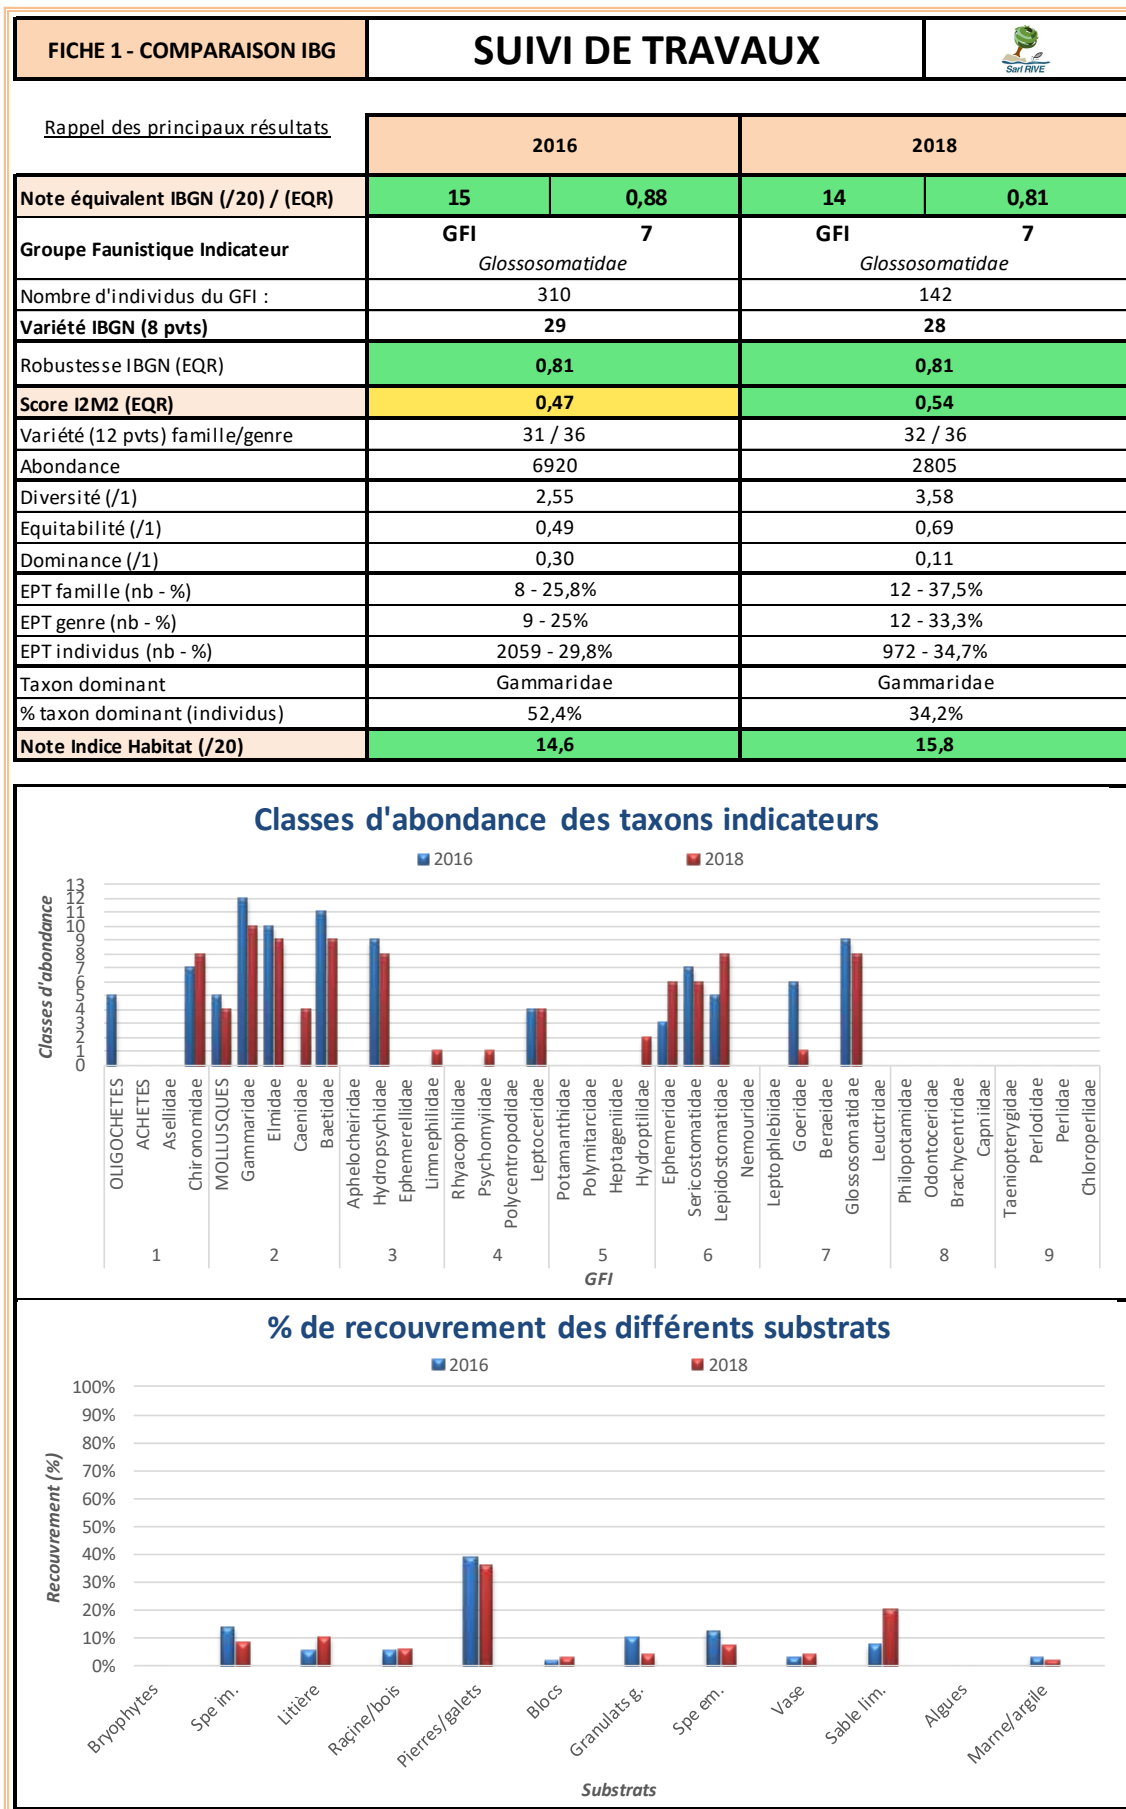 FICHE 1 - COMPARAISON IBG
SUIVI DE TRAVAUX
Sarl RIVE
Rappel des principaux résultats
2016 2018
Note équivalent IBGN (/20) / (EQR) 15 0,88 14 0,81
Groupe Faunistique Indicateur GFI 7 GFI 7
Glossosomatidae Glossosomatidae
Nombre d'individus du GFI : 310 142
Variété IBGN (8 pvts) 29 28
Robustesse IBGN (EQR) 0,81 0,81
Score I2M2 (EQR) 0,47 0,54
Variété (12 pvts) famille/genre 31 / 36 32 / 36
Abondance 6920 2805
Diversité (/1) 2,55 3,58
Equitabilité (/1) 0,49 0,69
Dominance (/1) 0,30 0,11
EPT famille (nb - %) 8 - 25,8% 12 - 37,5%
EPT genre (nb - %) 9 - 25% 12 - 33,3%
EPT individus (nb - %) 2059 - 29,8% 972 - 34,7%
Taxon dominant Gammaridae Gammaridae
% taxon dominant (individus) 52,4% 34,2%
Note Indice Habitat (/20) 14,6 15,8
Classes d'abondance des taxons indicateurs
2016 2018
Classes d'abondance
13
12
11
10
9
8
7
6
5
4
3
2
1
0
OLIGOCHETES
ACHETES
Asellidae
Chironomidae
MOLLUSQUES
Gammaridae
Elmidae
Caenidae
Baetidae
Aphelocheiridae
Hydropsychidae
Ephemerellidae
Limnephilidae
Rhyacophilidae
Psychomyiidae
Polycentropodidae
Leptoceridae
Potamanthidae
Polymitarcidae
Heptageniidae
Hydroptilidae
Ephemeridae
Sericostomatidae
Lepidostomatidae
Nemouridae
Leptophlebiidae
Goeridae
Beraeidae
Glossosomatidae
Leuctridae
Philopotamidae
Odontoceridae
Brachycentridae
Capniidae
Taeniopterygidae
Perlodidae
Perlidae
Chloroperlidae
1 2 3 4 5 6 7 8 9
GFI
% de recouvrement des différents substrats
2016 2018
Recouvrement (%)
100%
90%
80%
70%
60%
50%
40%
30%
20%
10%
0%
Bryophytes
Spe im.
Litière
Raçine/bois
Pierres/galets
Blocs
Granulats g.
Spe em.
Vase
Sable lim.
Algues
Marne/argile
Substrats